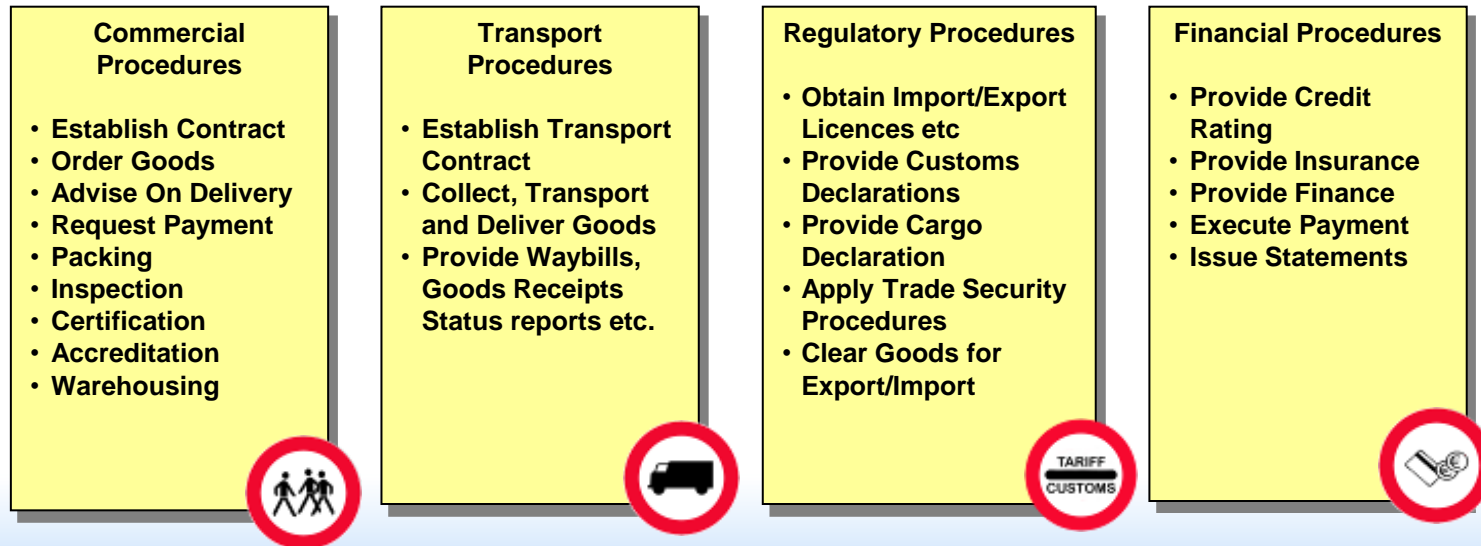 Commercial
Procedures
• Establish Contract
• Order Goods
• Advise On Delivery
• Request Payment
• Packing
• Inspection
• Certification
• Accreditation
• Warehousing
Transport
Procedures
• Establish Transport
Contract
• Collect, Transport
and Deliver Goods
• Provide Waybills,
Goods Receipts
Status reports etc.
Regulatory Procedures
• Obtain Import/Export
Licences etc
• Provide Customs
Declarations
• Provide Cargo
Declaration
• Apply Trade Security
Procedures
• Clear Goods for
Export/Import
TARIFF
CUSTOMS
Financial Procedures
• Provide Credit
Rating
• Provide Insurance
• Provide Finance
• Execute Payment
• Issue Statements